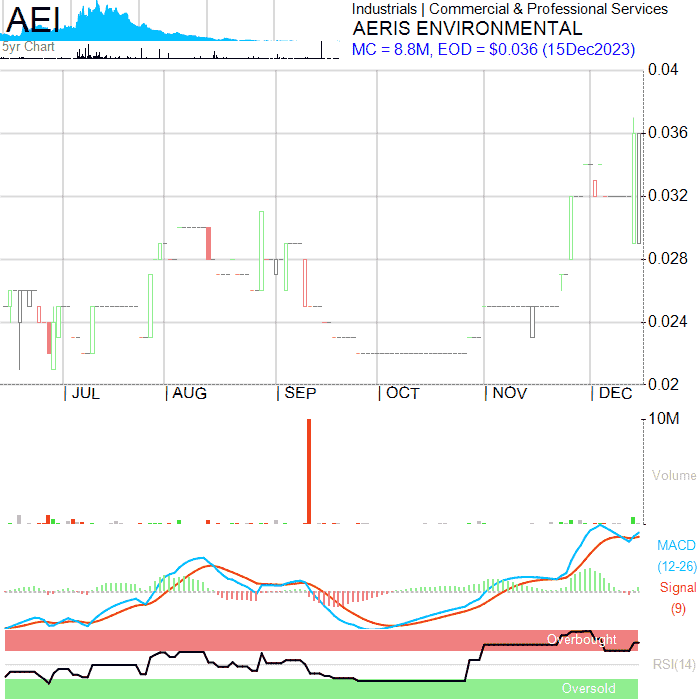 AEI
5yr Chart
Industrials | Commercial & Professional Services
AERIS ENVIRONMENTAL
MC = 8.8M, EOD = $0.036 (15Dec2023)
0.04
0.036
0.032
0.028
0.024
0.02
JUL AUG SEP OCT NOV DEC
10M
Volume
MACD
(12-26)
Signal
(9)
Overbought
RSI(14)
Oversold